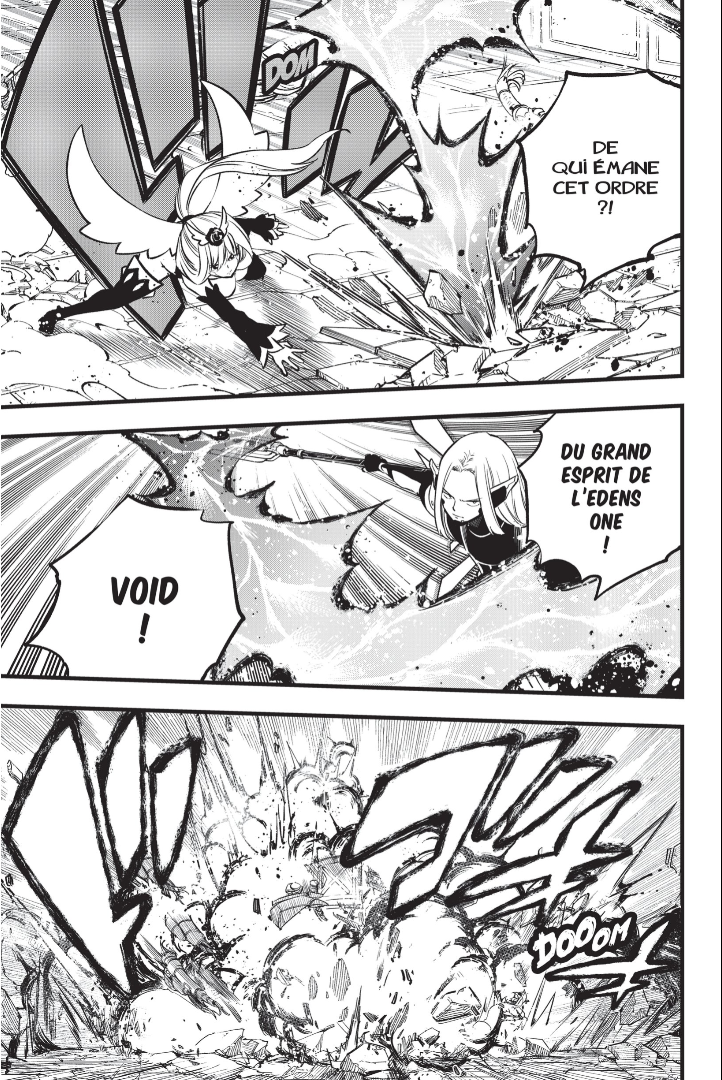 DOM
DE
QUI ÉMANE
CET ORDRE
?!
DU GRAND
ESPRIT DE
L'EDENS
ONE
!
VOID
!
DOOOM